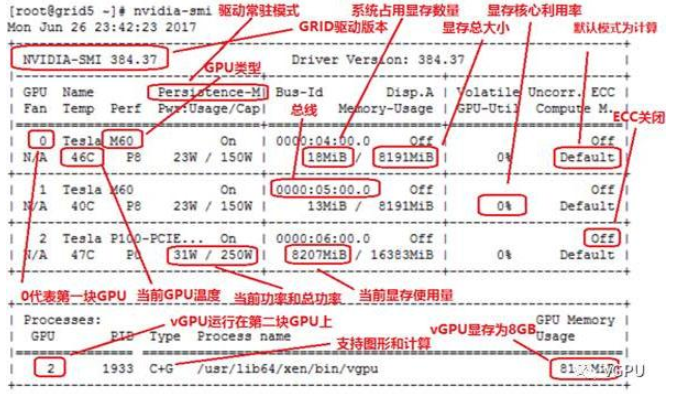 [root@grid5 ~]# nvidia-smi 驱动常驻模式 系统占用显存数量 显存核心利用率
Mon Jun 26 23:42:23 2017 GRID驱动版本 显存总大小 默认模式为计算
NVIDIA-SMI 384.37 Driver Version: 384.37
GPU类型
GPU Name Persistence-M| Bus-Id Disp.A | Volatile Uncorr. ECC
Fan Temp Perf Pwr:Usage/Cap| Memory-Usage | GPU-Util Compute M.
总线 ECC关闭
0 Tesla M60 On | 0000:04:00.0 Off | Off
N/A 46C P8 23W / 150W | 18MiB / 8191MiB | 0% Default
1 Tesla M60 On | 0000:05:00.0 Off | Off
N/A 40C P8 23W / 150W | 13MiB / 8191MiB | 0% Default
2 Tesla P100-PCIE... On | 0000:06:00.0 Off | Off
N/A 47C 31W / 250W | 8207MiB / 16383MiB | 0% Default
0代表第一块GPU 当前GPU温度 当前功率和总功率 当前显存使用量
Processes: GPU Memory
vGPU运行在第二块GPU上 vGPU显存为8GB
GPU PID Type Process name Usage
支持图形和计算
2 1933 C+G /usr/lib64/xen/bin/vgpu
vGPU